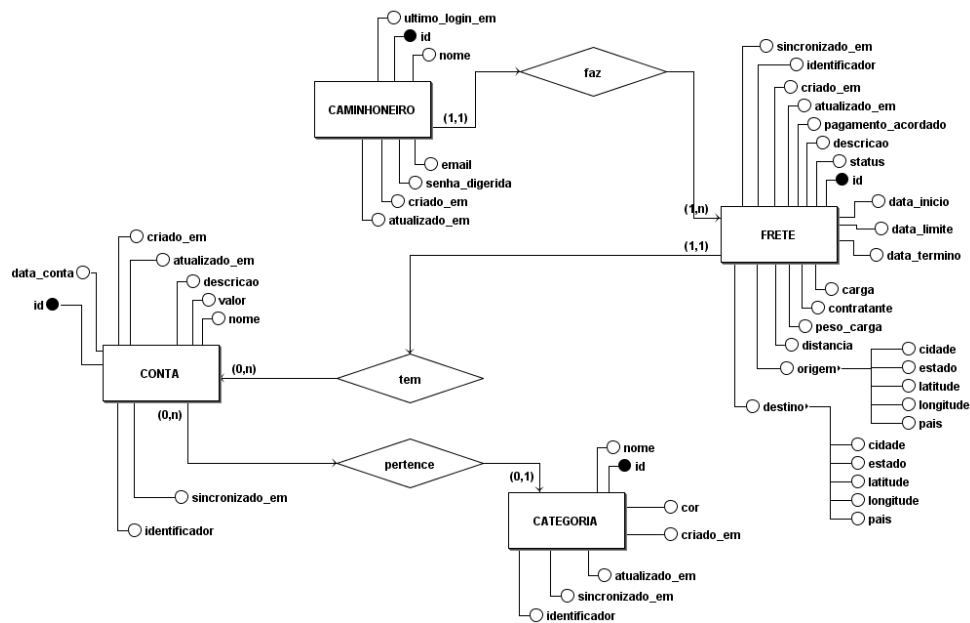 ultimo_login_em
id
nome
CAMINHONEIRO
(1,1)
email
senha_digerida
criado_em
atualizado_em
faz
sincronizado_em
identificador
criado_em
atualizado_em
pagamento_acordado
descricao
status
id
(1,n)
FRETE
(1,1)
data_inicio
data_limite
data_termino
carga
contratante
peso_carga
distancia
origem
cidade
estado
latitude
longitude
pais
destino
cidade
estado
latitude
longitude
pais
criado_em
atualizado_em
data_conta
descricao
id
valor
nome
CONTA
(0,n)
tem
(0,n)
sincronizado_em
identificador
pertence
(0,1)
nome
id
CATEGORIA
cor
criado_em
atualizado_em
sincronizado_em
identificador